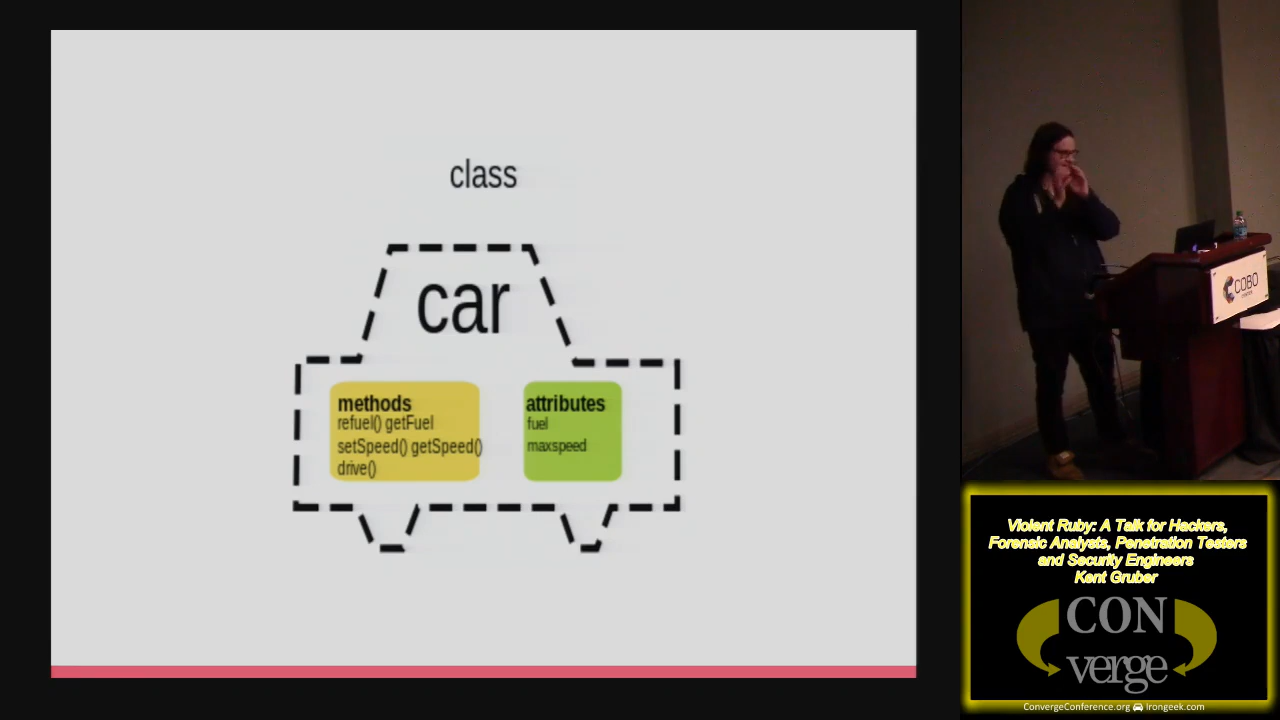 class
car
methods
refuel() getFuel
setSpeed() getSpeed()
drive()
attributes
fuel
maxspeed
COBO
Violent Ruby: A Talk for Hackers,
Forensic Analysts, Penetration Testers
and Security Engineers
Kent Gruber
CON
verge
ConvergeConference.org Irongeek.com